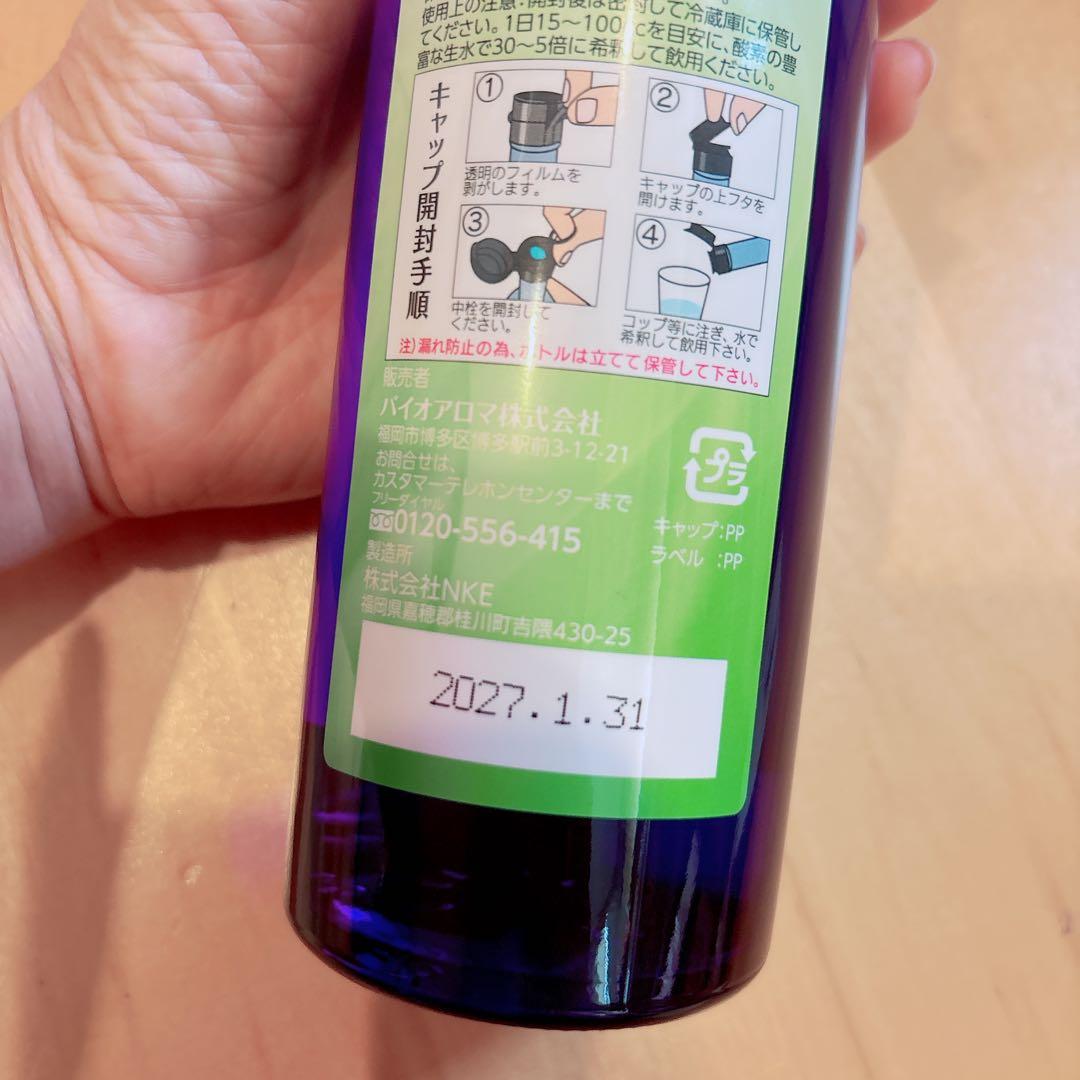 使用上の注意:開封後は密封して冷蔵庫に保管し
てください。1日15〜100ccを目安に、酸素の豊
富な生水で30〜5倍に希釈して飲用ください。
キャップ開封手順
①
透明のフィルムを
剥がします。
②
キャップの上フタを
開けます。
③
中栓を開封して
ください。
④
コップ等に注ぎ、水で
希釈して飲用下さい。
注)漏れ防止の為、ボトルは立てて保管して下さい。
販売者
バイオアロマ株式会社
福岡市博多区博多駅前3-12-21
お問合せは、
カスタマーテレホンセンターまで
フリーダイヤル
0120-556-415
製造所
株式会社NKE
福岡県嘉穂郡桂川町吉隈430-25
プラ
キャップ:PP
ラベル :PP
2027.1.31